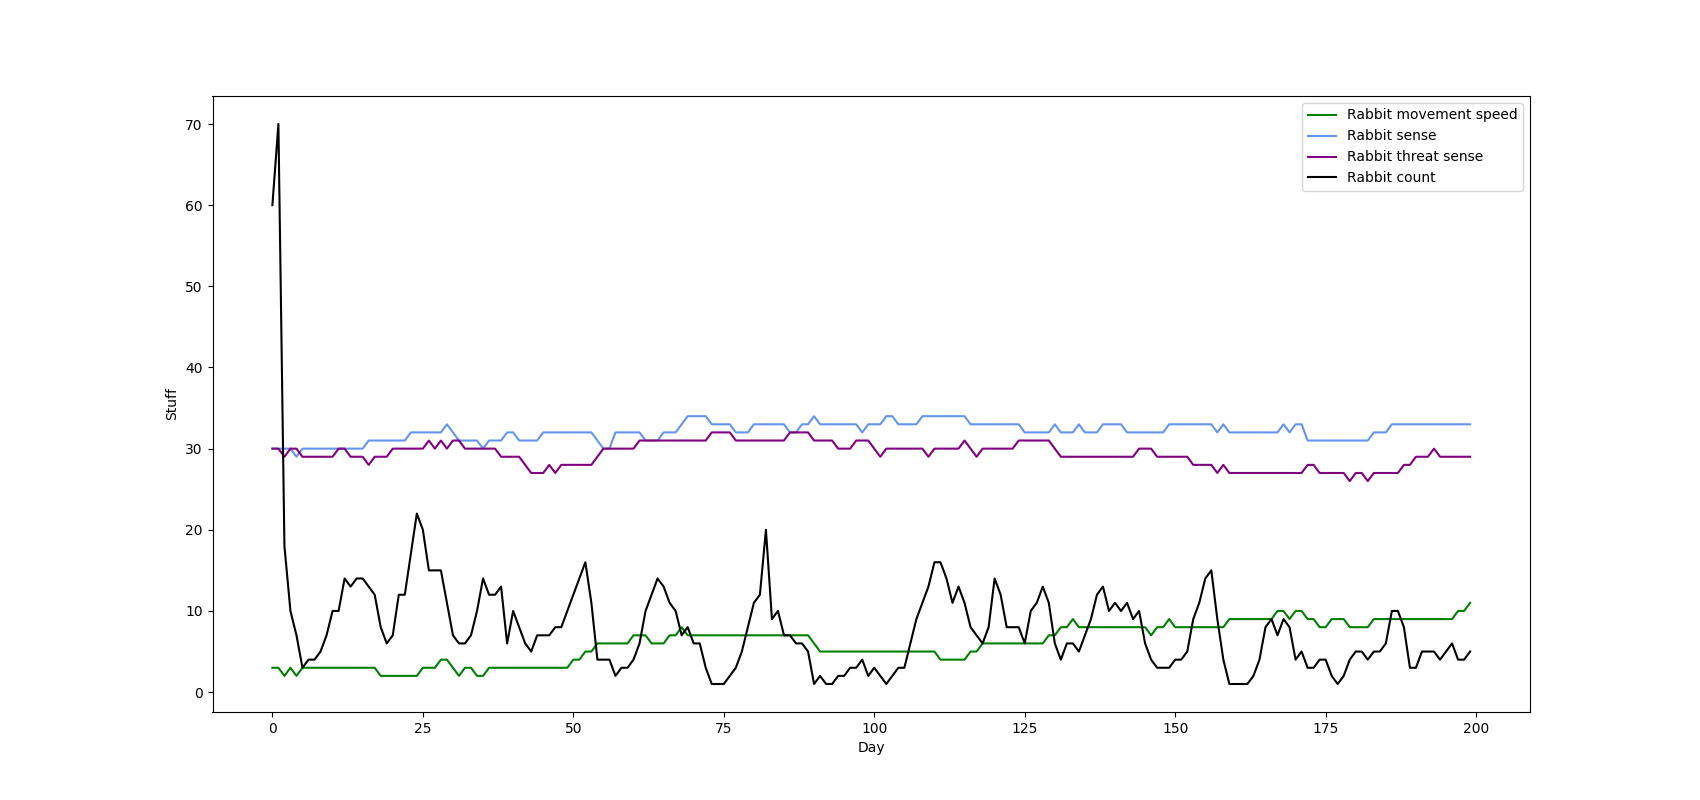 Rabbit movement speed
Rabbit sense
Rabbit threat sense
Rabbit count
70
60
50
40
30
20
10
0
Stuff
0 25 50 75 100 125 150 175 200
Day